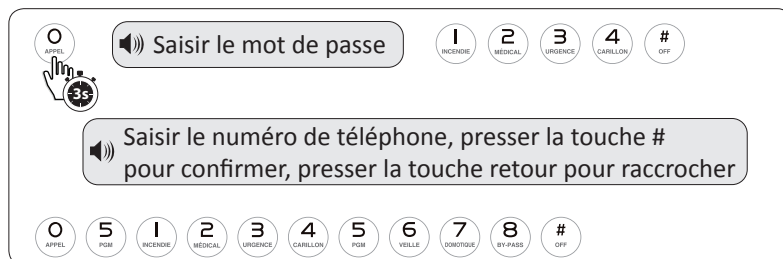 0 APPEL 3s Saisir le mot de passe 1 INCENDIE 2 MÉDICAL 3 URGENCE 4 CARILLON # OFF
Saisir le numéro de téléphone, presser la touche #
pour confirmer, presser la touche retour pour raccrocher
0 APPEL 5 PGM 1 INCENDIE 2 MÉDICAL 3 URGENCE 4 CARILLON 5 PGM 6 VEILLE 7 DOMOTIQUE 8 BY-PASS # OFF